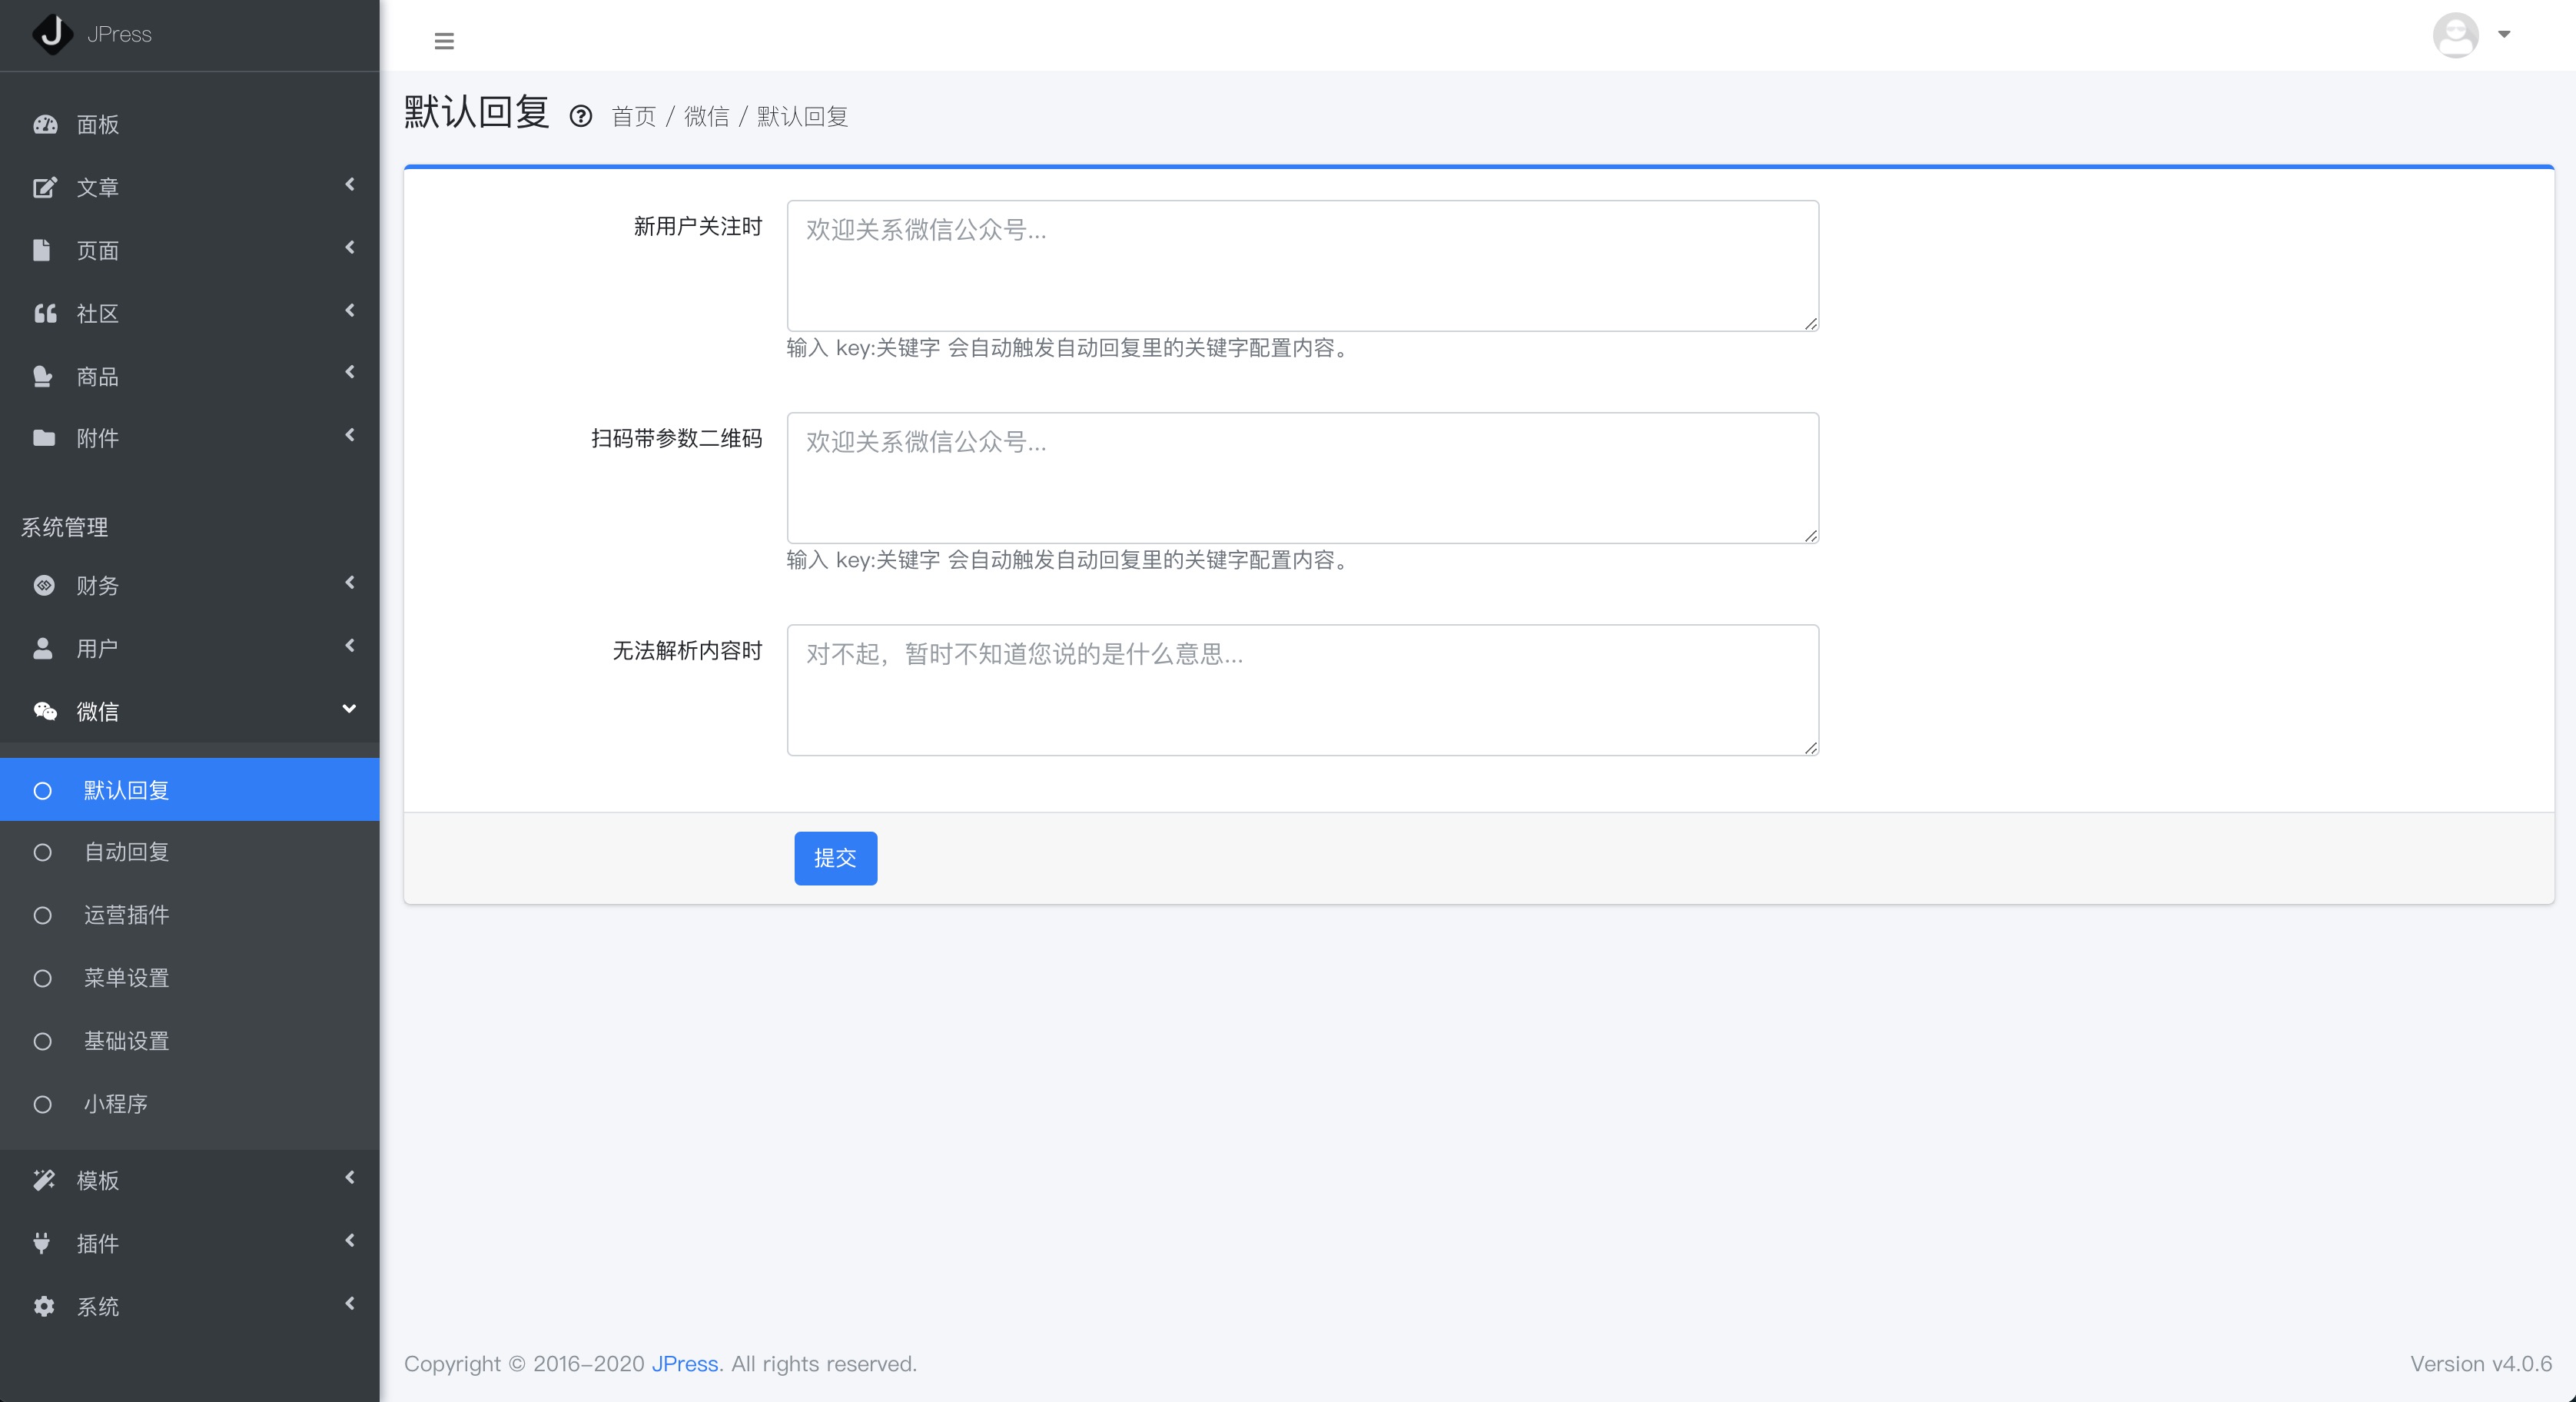 JPress
面板
文章
页面
社区
商品
附件
系统管理
财务
用户
微信
默认回复
自动回复
运营插件
菜单设置
基础设置
小程序
模板
插件
系统
默认回复 首页 / 微信 / 默认回复
新用户关注时
欢迎关系微信公众号...
输入 key:关键字 会自动触发自动回复里的关键字配置内容。
扫码带参数二维码
欢迎关系微信公众号...
输入 key:关键字 会自动触发自动回复里的关键字配置内容。
无法解析内容时
对不起，暂时不知道您说的是什么意思...
提交
Copyright © 2016-2020 JPress. All rights reserved.
Version v4.0.6